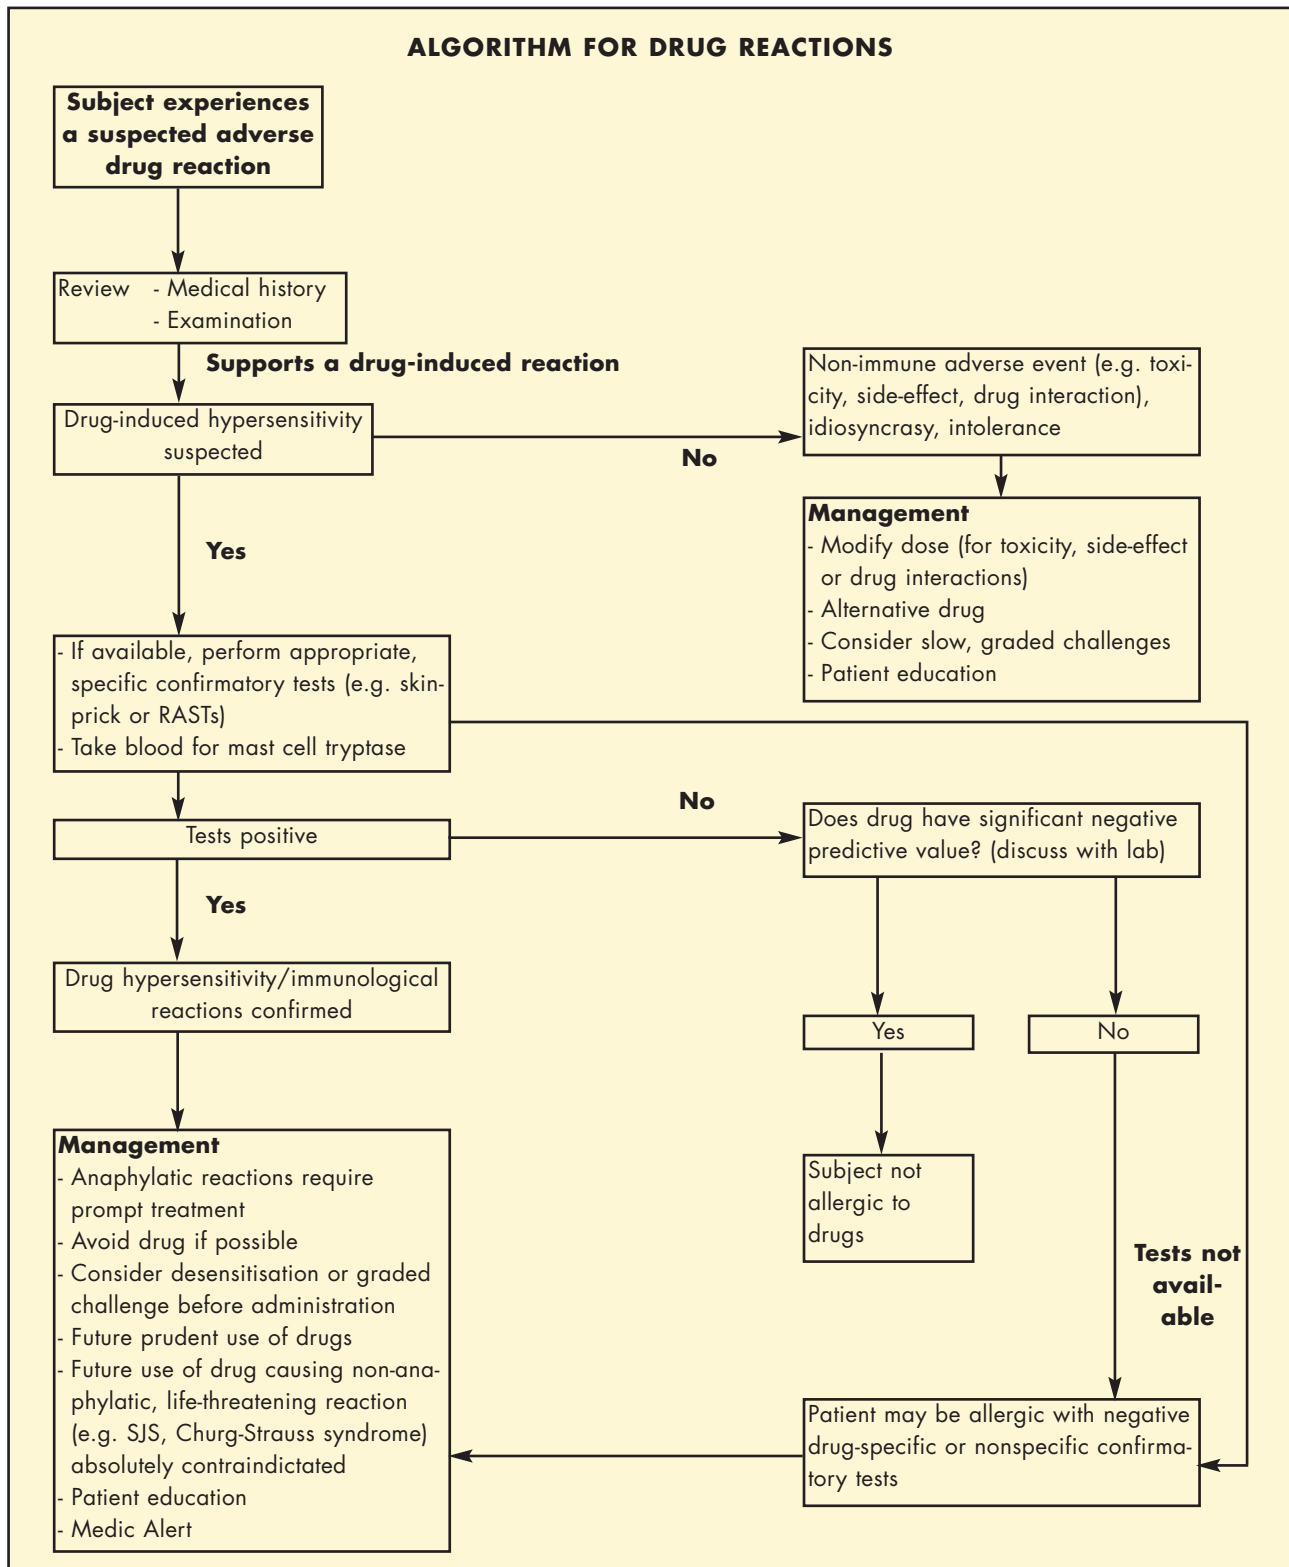 ALGORITHM FOR DRUG REACTIONS
Subject experiences
a suspected adverse
drug reaction
Review - Medical history
- Examination
Supports a drug-induced reaction
Drug-induced hypersensitivity
suspected
No
Non-immune adverse event (e.g. toxi-
city, side-effect, drug interaction),
idiosyncrasy, intolerance
Management
- Modify dose (for toxicity, side-effect
or drug interactions)
- Alternative drug
- Consider slow, graded challenges
- Patient education
Yes
- If available, perform appropriate,
specific confirmatory tests (e.g. skin-
prick or RASTs)
- Take blood for mast cell tryptase
Tests positive
No
Does drug have significant negative
predictive value? (discuss with lab)
Yes
Drug hypersensitivity/immunological
reactions confirmed
Yes
No
Subject not
allergic to
drugs
Tests not
avail-
able
Management
- Anaphylatic reactions require
prompt treatment
- Avoid drug if possible
- Consider desensitisation or graded
challenge before administration
- Future prudent use of drugs
- Future use of drug causing non-ana-
phylatic, life-threatening reaction
(e.g. SJS, Churg-Strauss syndrome)
absolutely contraindictated
- Patient education
- Medic Alert
Patient may be allergic with negative
drug-specific or nonspecific confirma-
tory tests